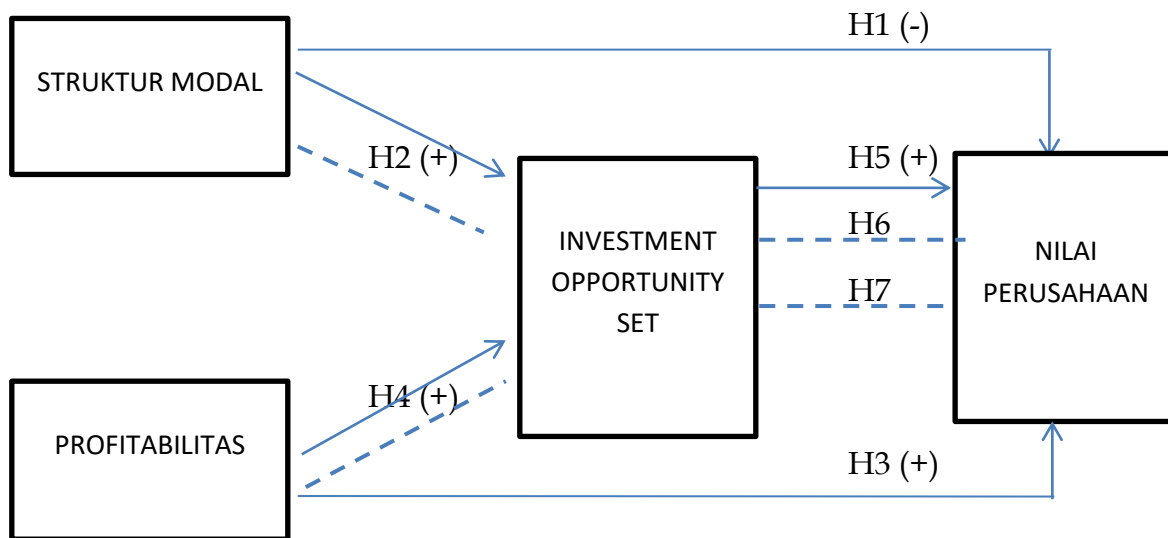 H1 (-)
STRUKTUR MODAL
H2 (+)
H5 (+)
H6
INVESTMENT
OPPORTUNITY
SET
NILAI
PERUSAHAAN
H7
H4 (+)
PROFITABILITAS
H3 (+)